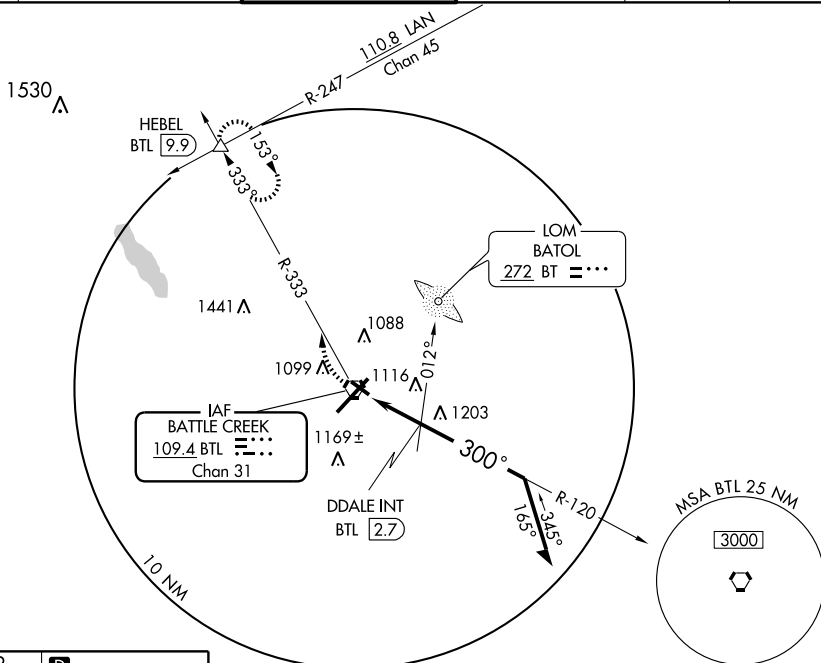 110.8 LAN
Chan 45
R-247
1530
HEBEL
BTL 9.9
153°
333°
LOM
BATOL
272 BT
R-333
1441
1088
012°
1099
1116
IAF
BATTLE CREEK
109.4 BTL
Chan 31
1203
1169±
300°
DDALE INT
BTL 2.7
R-120
345°
165°
MSA BTL 25 NM
3000
10 NM
D